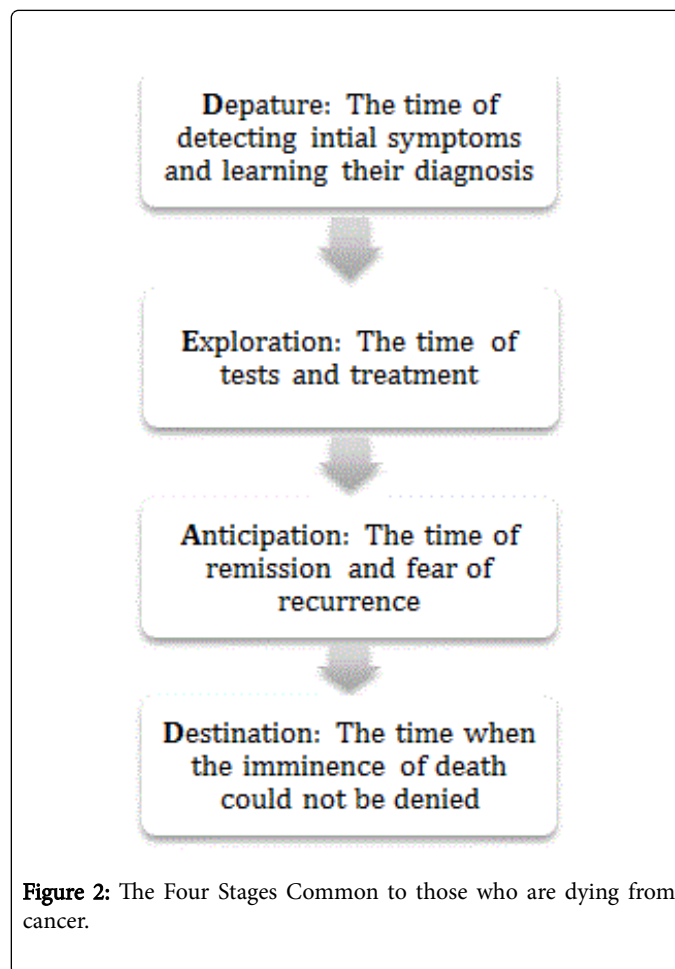 Depature: The time of
detecting intial symptoms
and learning their diagnosis
Exploration: The time of
tests and treatment
Anticipation: The time of
remission and fear of
recurrence
Destination: The time when
the imminence of death
could not be denied
Figure 2: The Four Stages Common to those who are dying from
cancer.